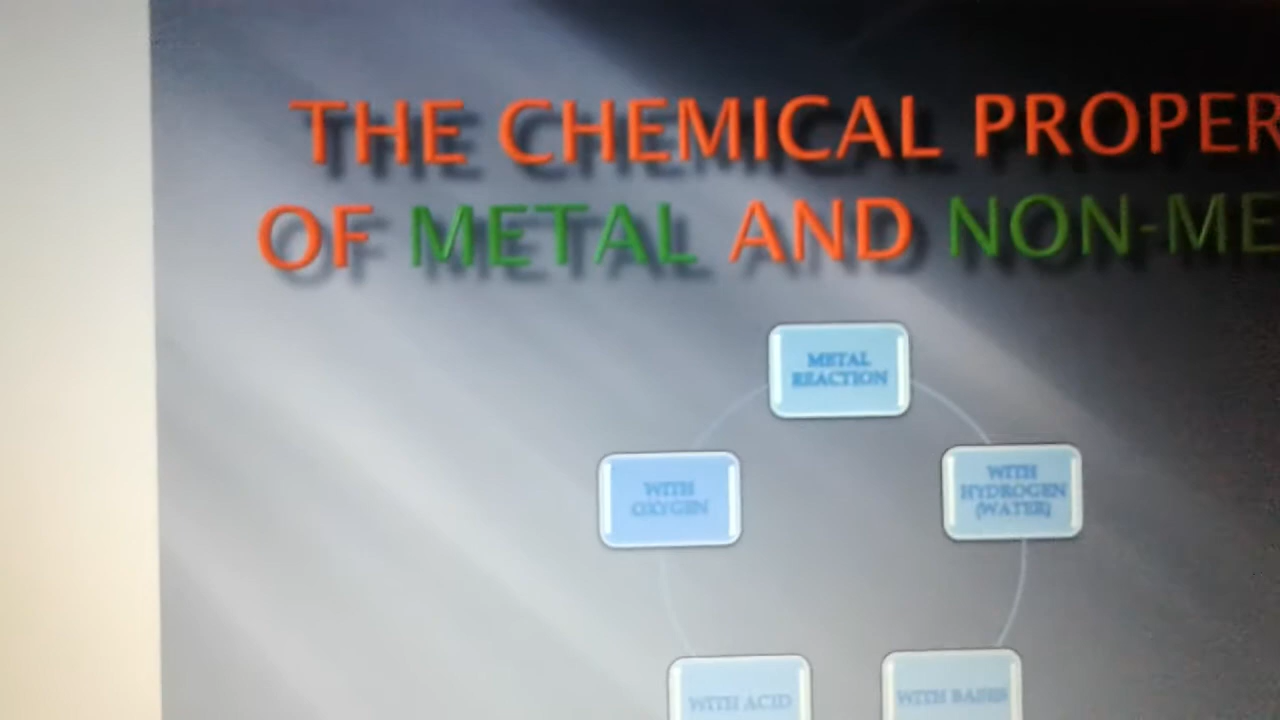 THE CHEMICAL PROPER
OF METAL AND NON-ME
METAL
REACTION
WITH
OXYGEN
WITH
HYDROGEN
(WATER)
WITH ACID
WITH BASES